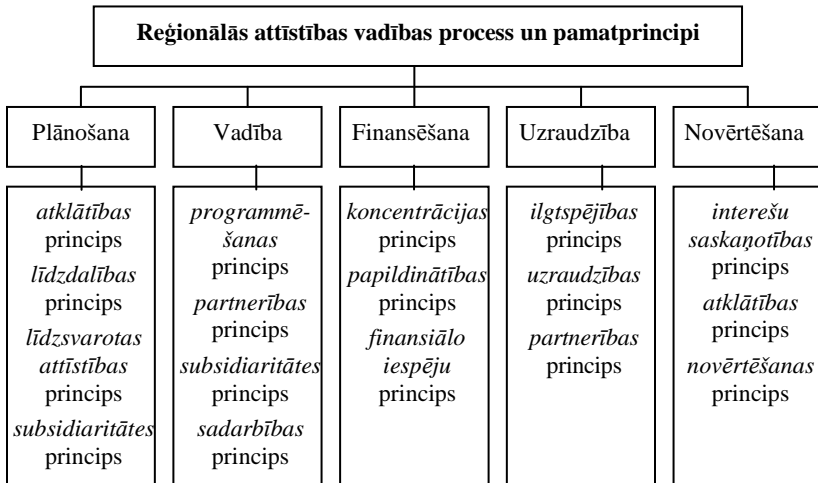 Reģionālās attīstības vadības process un pamatprincipi
Plānošana
Vadība
Finansēšana
Uzraudzība
Novērtēšana
atklātības
princips
līdzdalības
princips
līdzsvarotas
attīstības
princips
subsidiaritātes
princips
programmē-
šanas
princips
partnerības
princips
subsidiaritātes
princips
sadarbības
princips
koncentrācijas
princips
papildinātības
princips
finansiālo
iespēju
princips
ilgtspējības
princips
uzraudzības
princips
partnerības
princips
interešu
saskaņotības
princips
atklātības
princips
novērtēšanas
princips